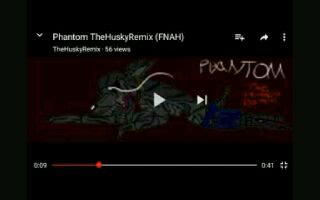 Phantom TheHuskyRemix (FNAH)
TheHuskyRemix · 56 views
PHANTOM
0:09
0:41